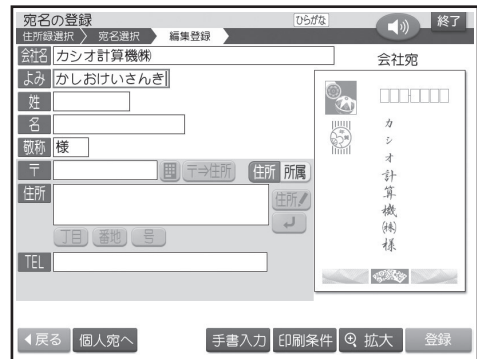 宛名の登録 ひらがな 終了
住所録選択 宛名選択 編集登録
会社名 カシオ計算機㈱
よみ かしおけいさんき
姓
名
敬称 様
〒 〒⇒住所 住所 所属
住所 住所
丁目 番地 号
TEL
会社宛
カシオ計算機㈱様
戻る 個人宛へ 手書入力 印刷条件 拡大 登録